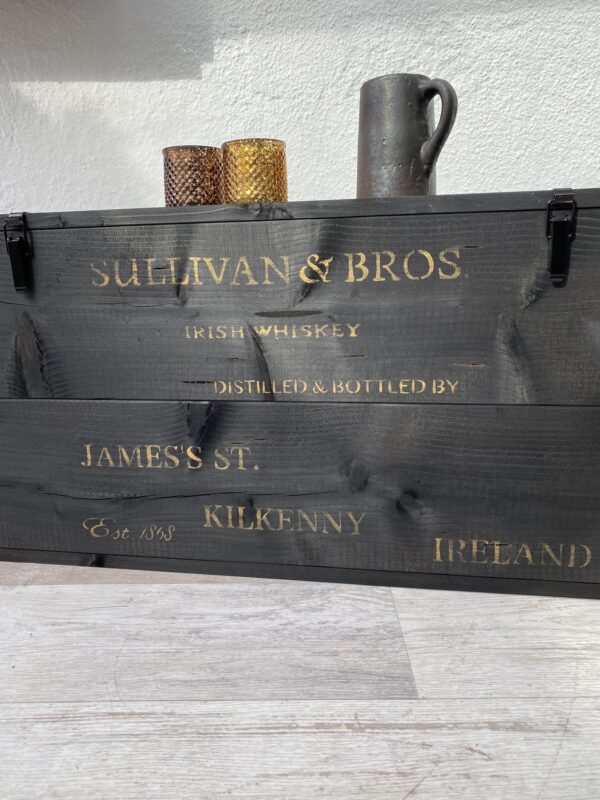 SULLIVAN & BROS.
IRISH WHISKEY
DISTILLED & BOTTLED BY
JAMES'S ST.
KILKENNY
Est. 1868
IRELAND